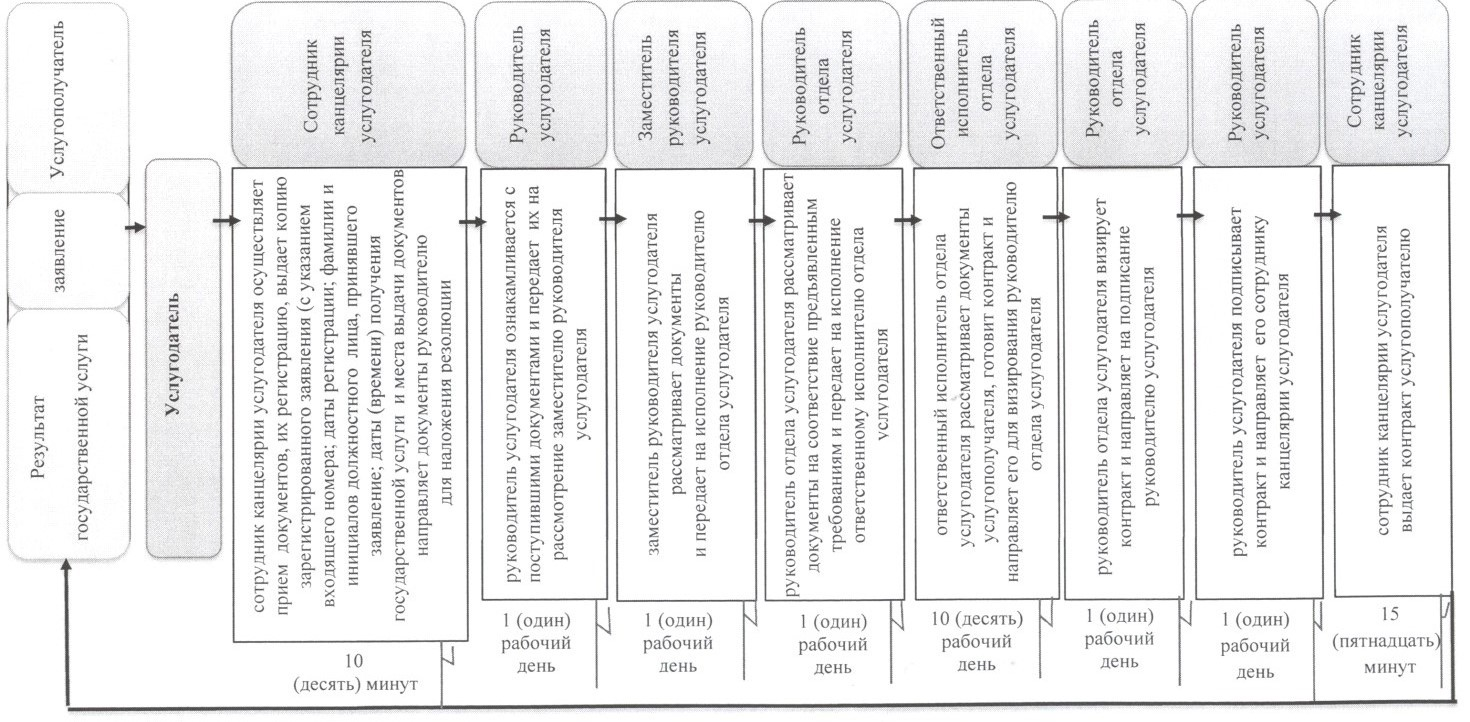 Услугополучатель
заявление
Результат
государственной услуги
Услугодатель
Сотрудник
канцелярии
услугодателя
сотрудник канцелярии услугодателя осуществляет
прием документов, их регистрацию, выдает копию
зарегистрированного заявления (с указанием
входящего номера; даты регистрации; фамилии и
инициалов должностного лица, принявшего
заявление; даты (времени) получения
государственной услуги и места выдачи документов
направляет документы руководителю
для наложения резолюции
10
(десять) минут
Руководитель
услугодателя
руководитель услугодателя ознакамливается с
поступившими документами и передает их на
рассмотрение заместителю руководителя
услугодателя
1 (один)
рабочий
день
Заместитель
руководителя
услугодателя
заместитель руководителя услугодателя
рассматривает документы
и передает на исполнение руководителю
отдела услугодателя
1 (один)
рабочий
день
Руководитель
отдела
услугодателя
руководитель отдела услугодателя рассматривает
документы на соответствие предъявленным
требованиям и передает на исполнение
ответственному исполнителю отдела
услугодателя
1 (один)
рабочий
день
Ответственный
исполнитель
отдела
услугодателя
ответственный исполнитель отдела
услугодателя рассматривает документы
услугополучателя, готовит контракт и
направляет его для визирования руководителю
отдела услугодателя
10 (десять)
рабочий
день
Руководитель
отдела
услугодателя
руководитель отдела услугодателя визирует
контракт и направляет на подписание
руководителю услугодателя
1 (один)
рабочий
день
Руководитель
услугодателя
руководитель услугодателя подписывает
контракт и направляет его сотруднику
канцелярии услугодателя
1 (один)
рабочий
день
Сотрудник
канцелярии
услугодателя
сотрудник канцелярии услугодателя
выдает контракт услугополучателю
15
(пятнадцать)
минут